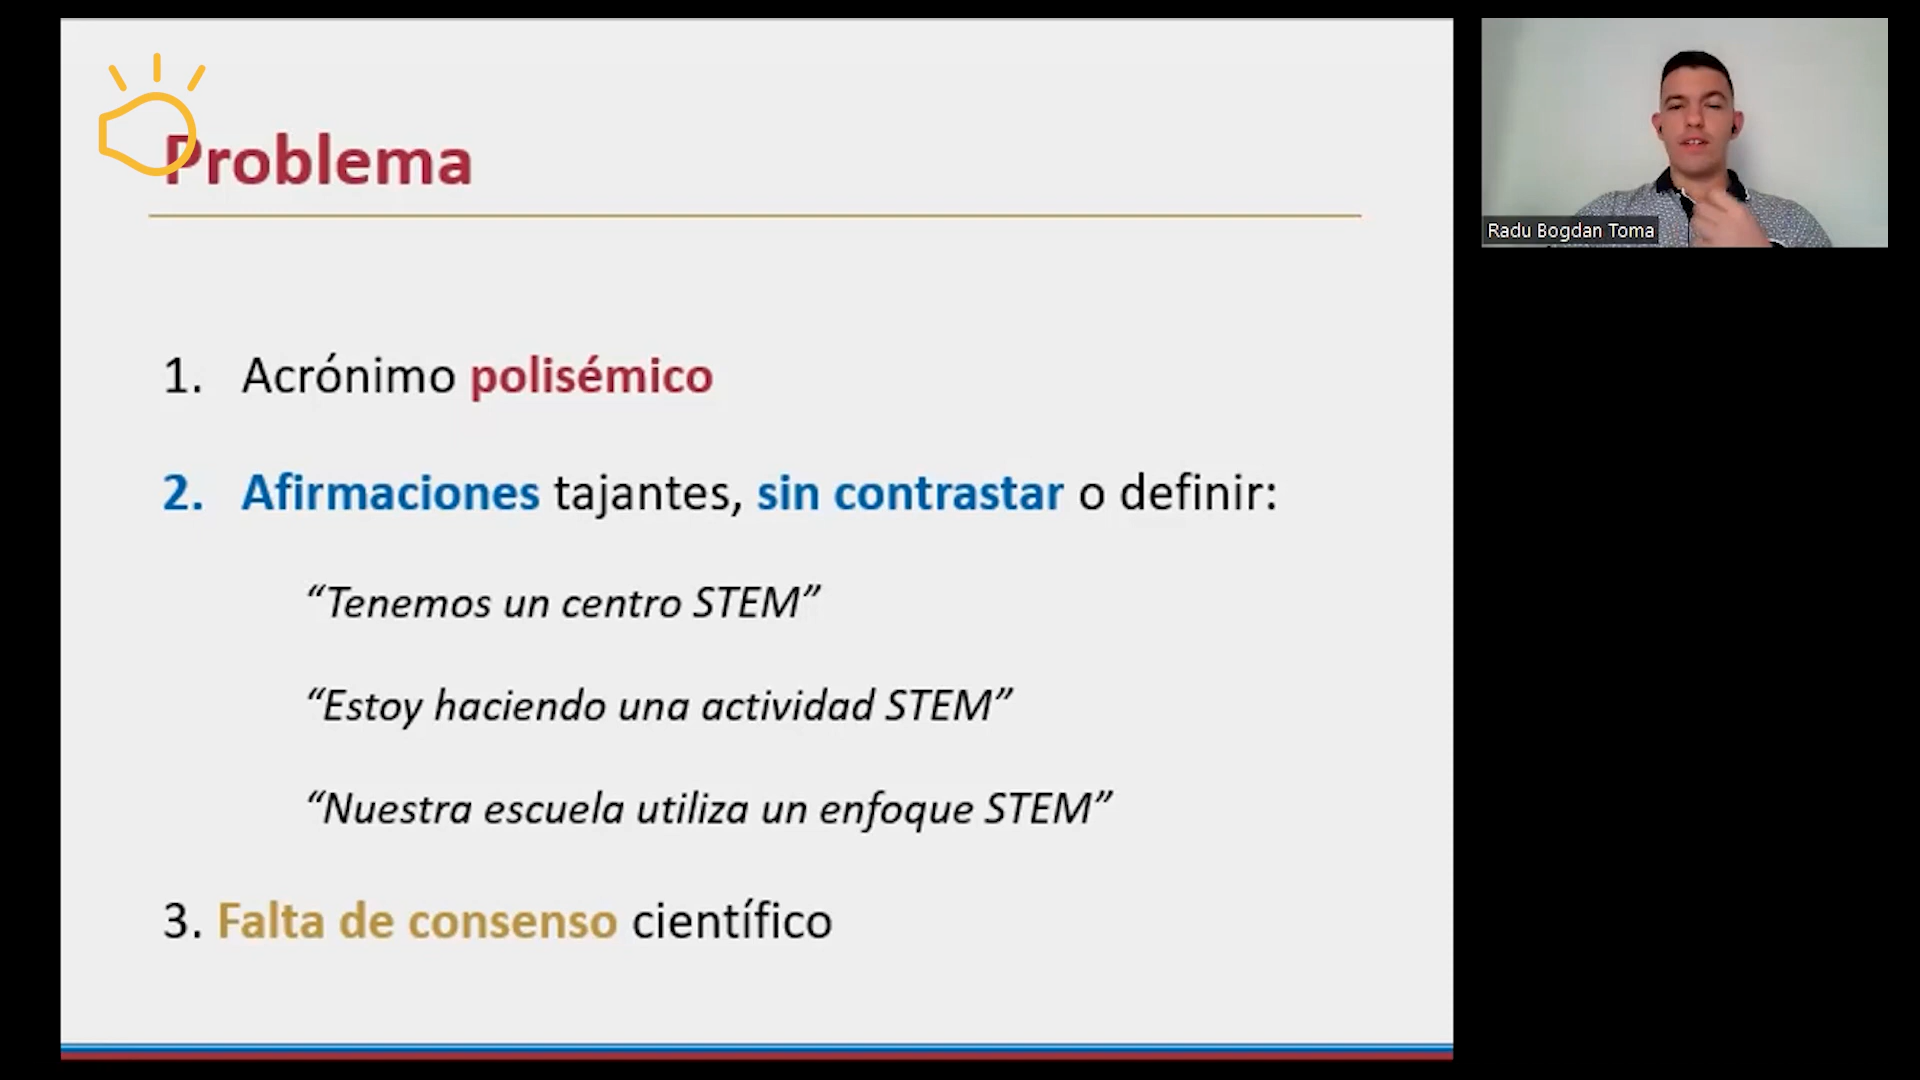 Problema
1. Acrónimo polisémico
2. Afirmaciones tajantes, sin contrastar o definir:
“Tenemos un centro STEM”
“Estoy haciendo una actividad STEM”
“Nuestra escuela utiliza un enfoque STEM”
3. Falta de consenso científico
Radu Bogdan Toma